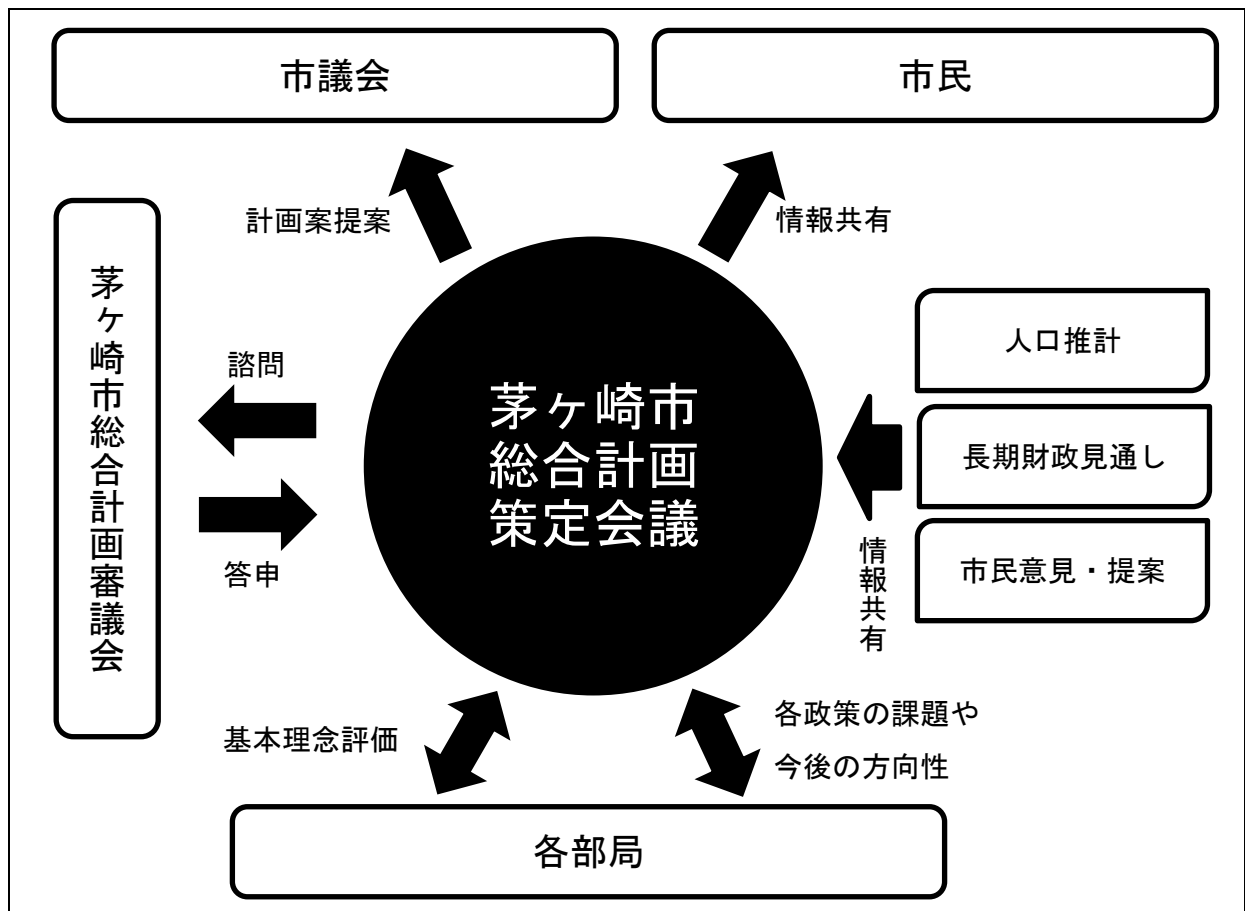 市議会
市民
計画案提案
情報共有
茅ヶ崎市総合計画審議会
諮問
答申
茅ヶ崎市
総合計画
策定会議
人口推計
長期財政見通し
市民意見・提案
情報共有
基本理念評価
各政策の課題や
今後の方向性
各部局